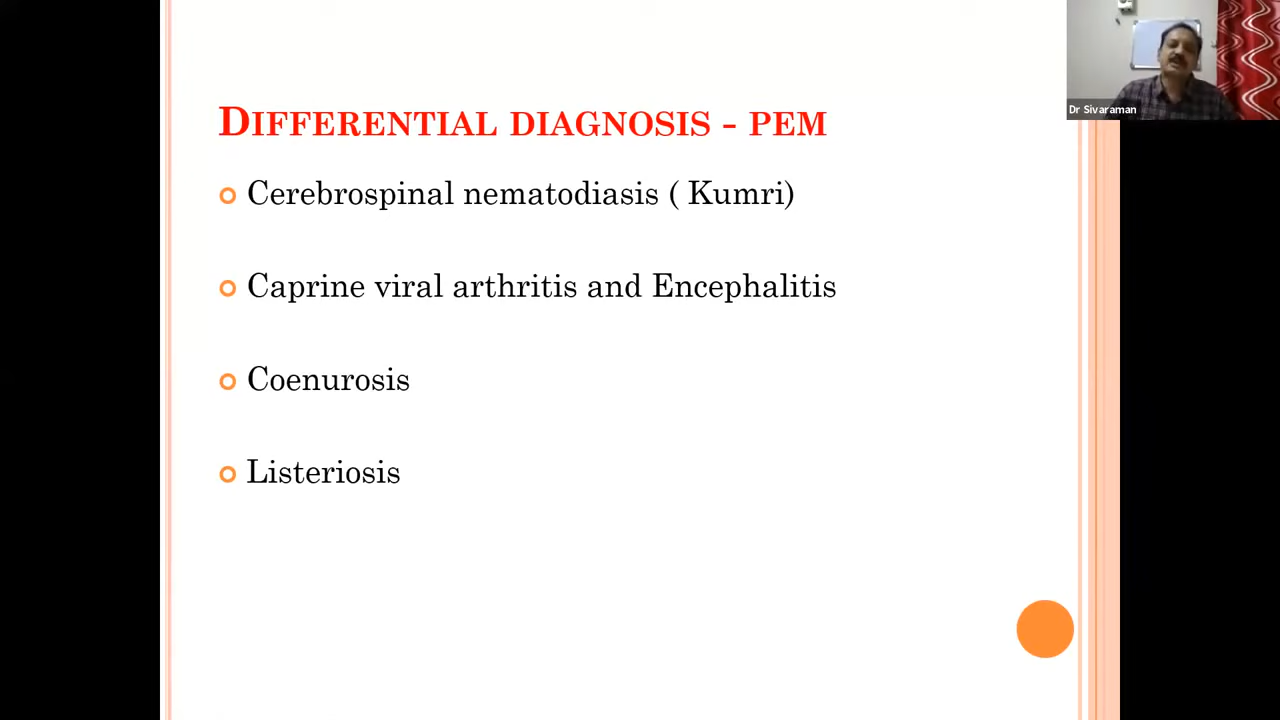 Dr Sivaraman
DIFFERENTIAL DIAGNOSIS - PEM
Cerebrospinal nematodiasis ( Kumri)
Caprine viral arthritis and Encephalitis
Coenurosis
Listeriosis